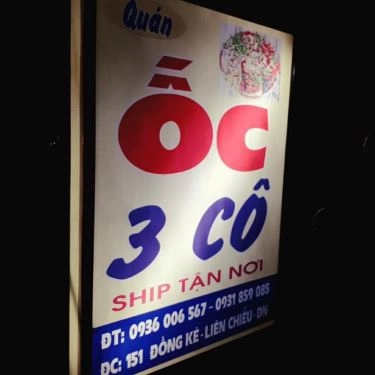 Quán
ỐC
3 CÔ
SHIP TẬN NƠI
ĐT: 0936 006 567 - 0931 859 085
ĐC: 151 ĐỒNG KÈ - LIÊN CHIỂU - ĐN